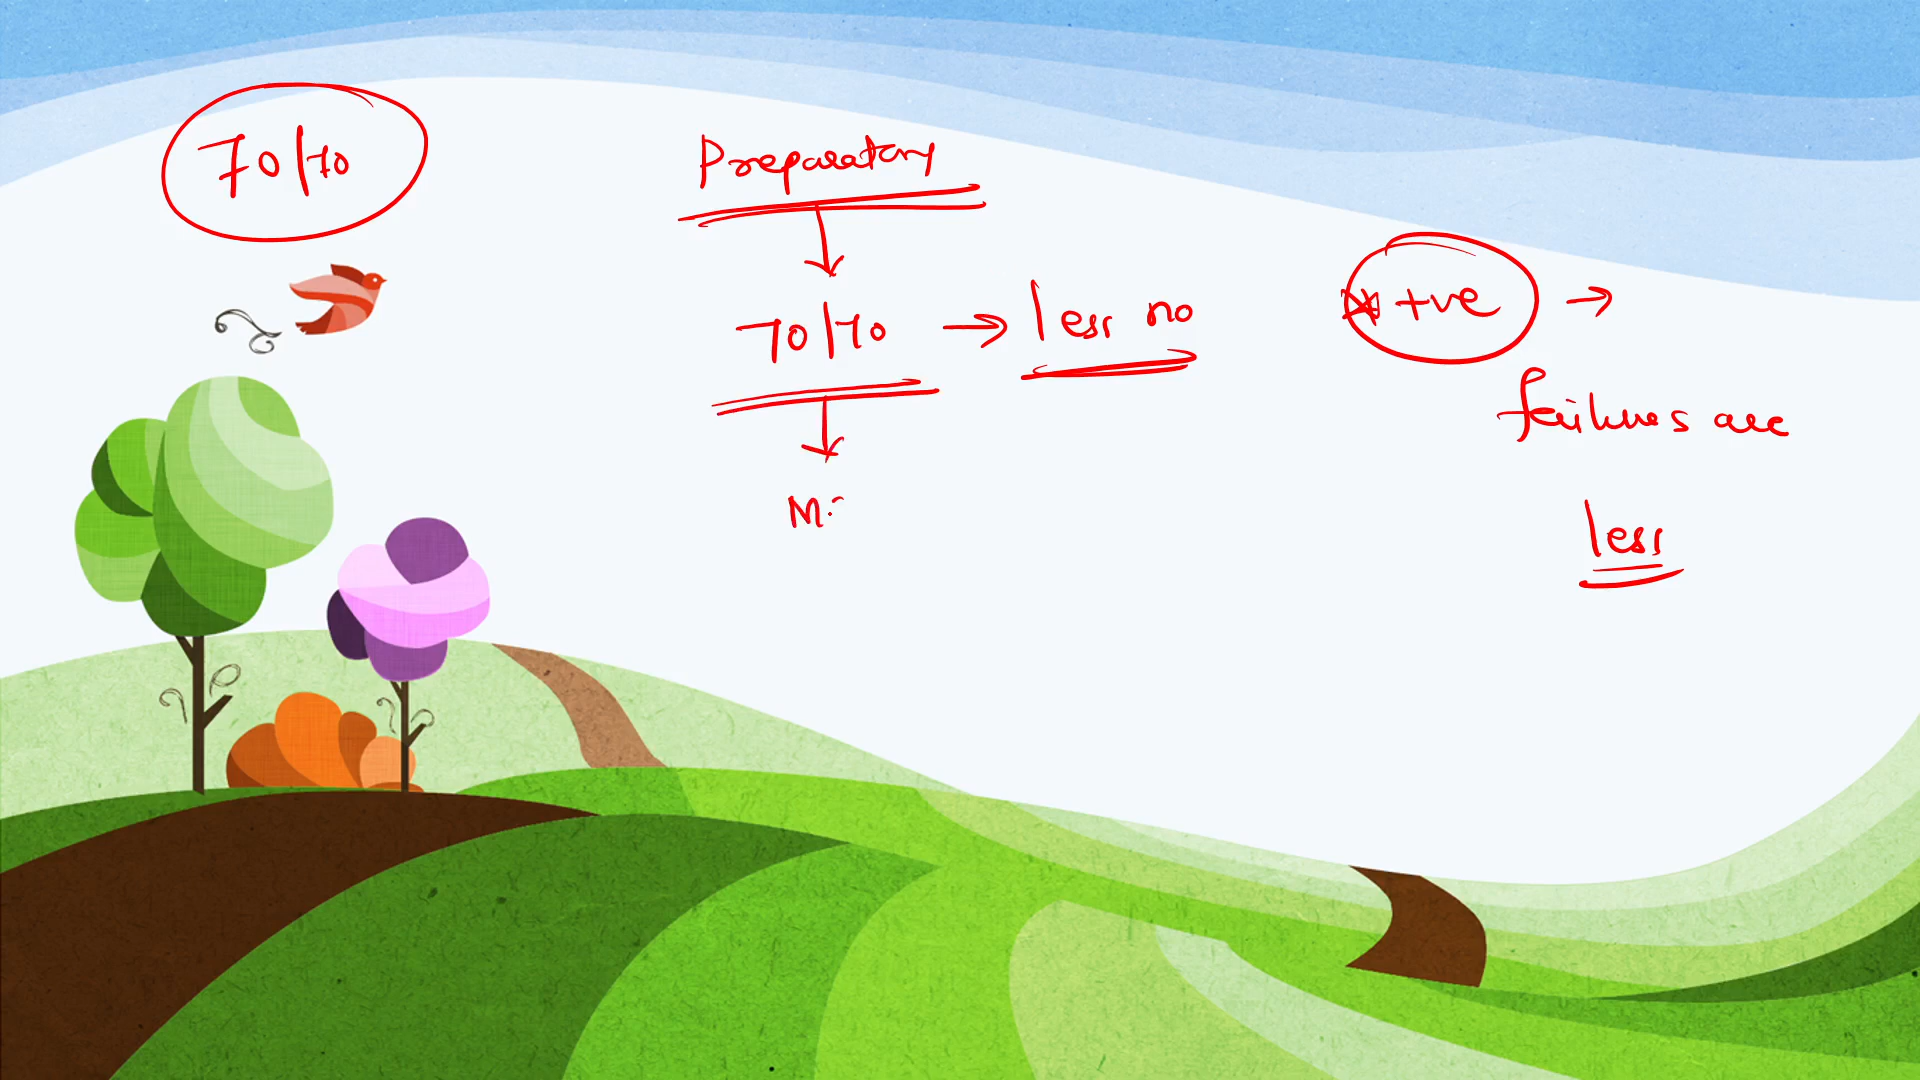 70/70
Preparatory
70/70 → less no
M:
* +ve →
failures are
less